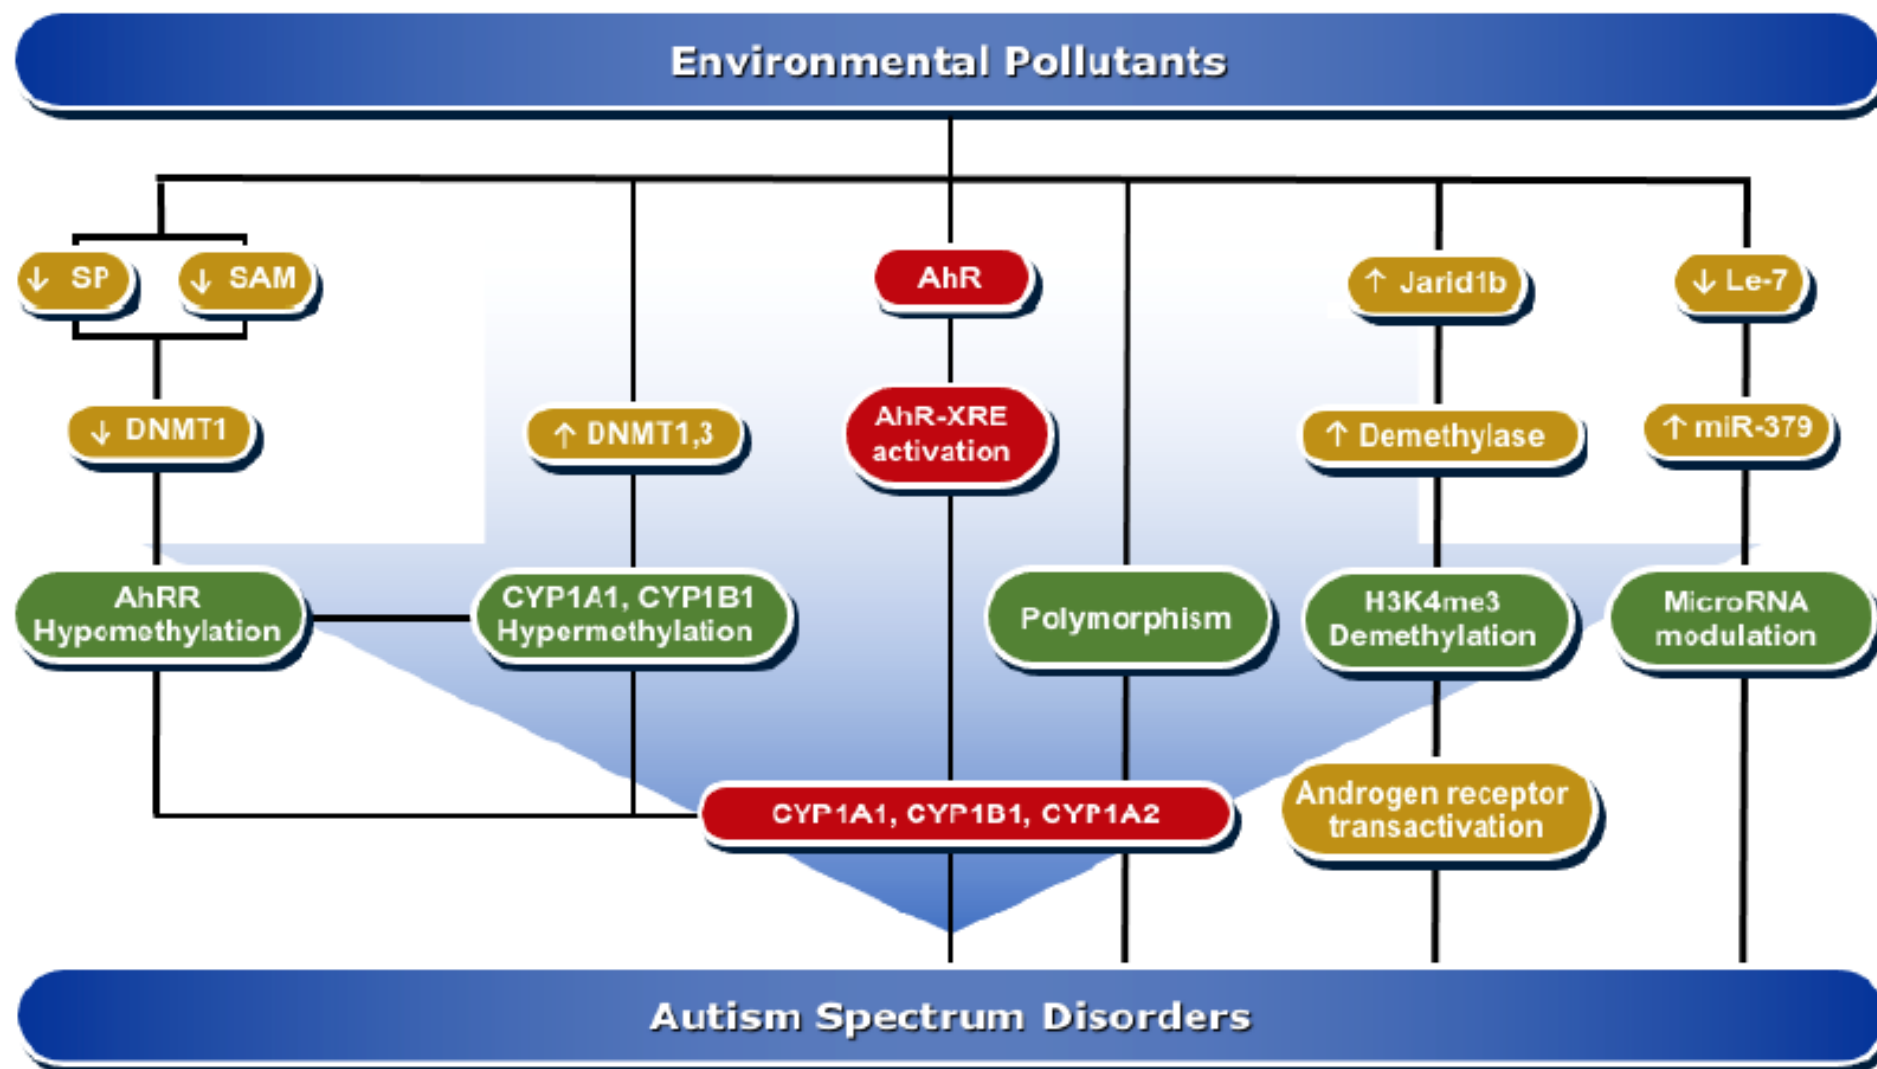 Environmental Pollutants
↓ SP
↓ SAM
AhR
↑ Jarid1b
↓ Le-7
↓ DNMT1
↑ DNMT1,3
AhR-XRE
activation
↑ Demethylase
↑ miR-379
AhRR
Hypomethylation
CYP1A1, CYP1B1
Hypermethylation
Polymorphism
H3K4me3
Demethylation
MicroRNA
modulation
CYP1A1, CYP1B1, CYP1A2
Androgen receptor
transactivation
Autism Spectrum Disorders